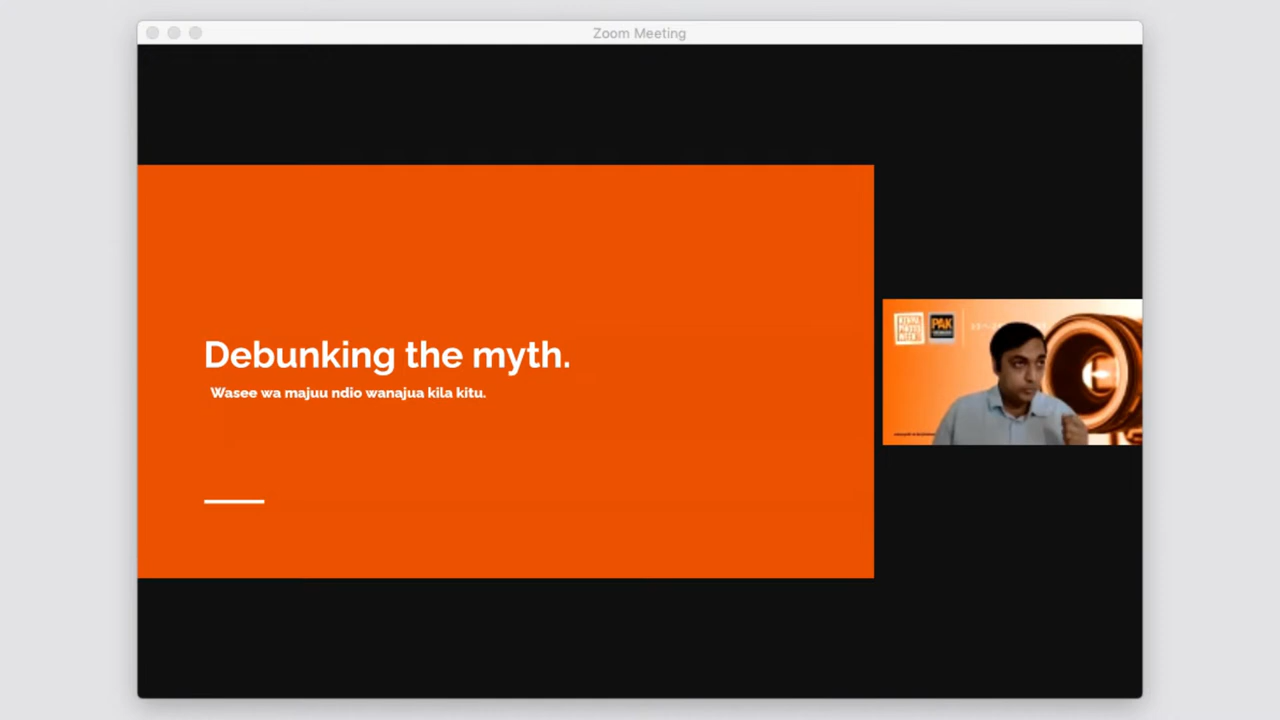 Zoom Meeting
Debunking the myth.
Wasee wa majuu ndio wanajua kila kitu.
PAK